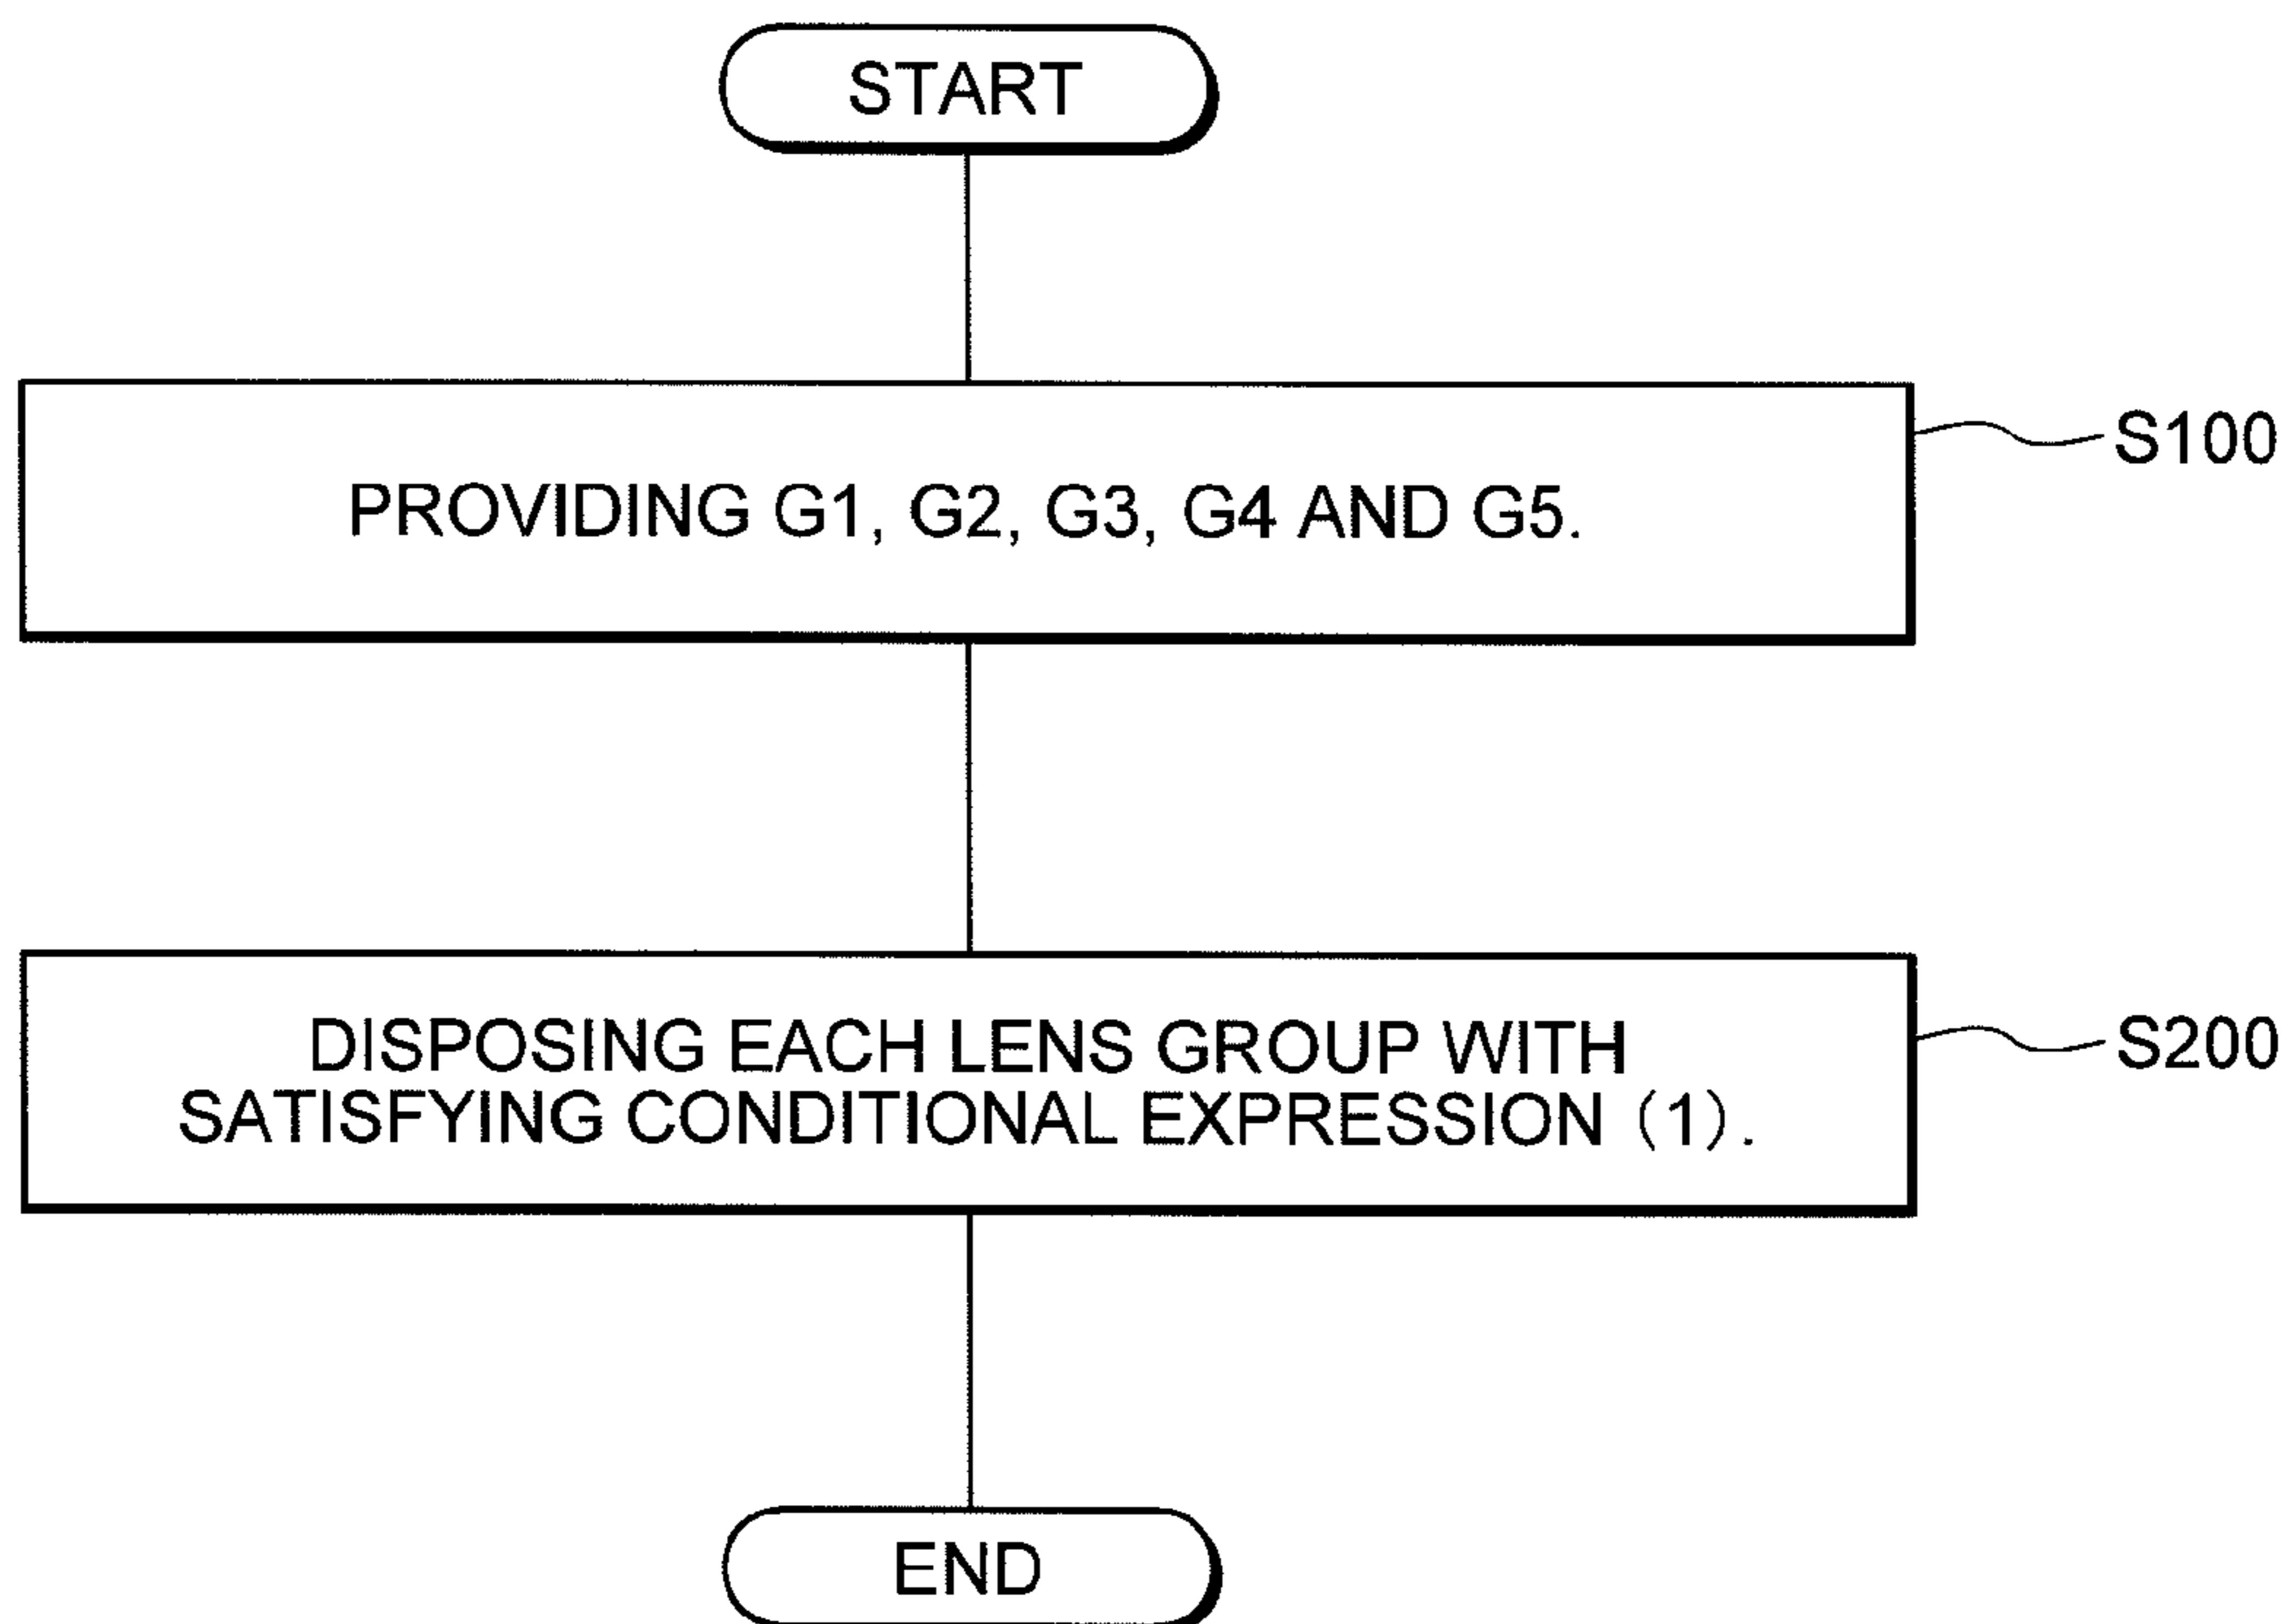 START
S100
PROVIDING G1, G2, G3, G4 AND G5.
DISPOSING EACH LENS GROUP WITH
SATISFYING CONDITIONAL EXPRESSION (1).
S200
END